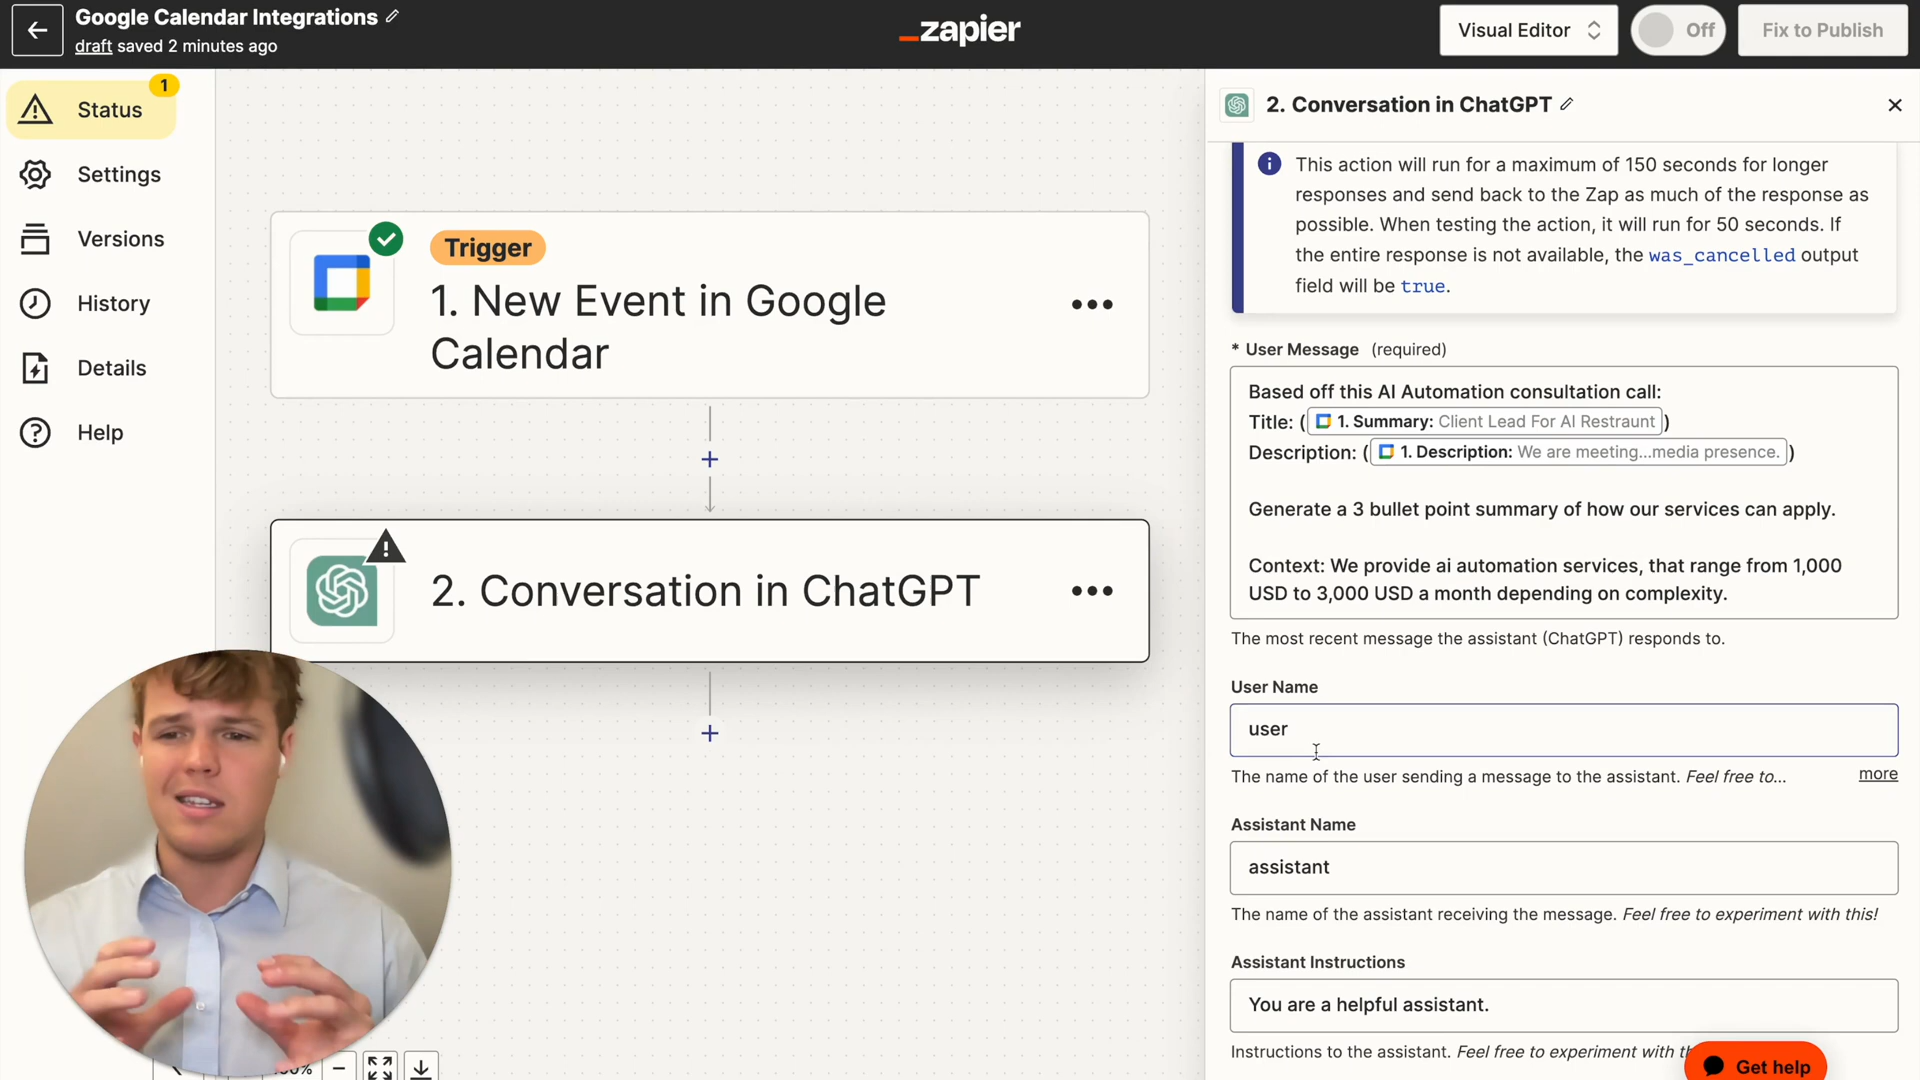 Google Calendar Integrations
draft saved 2 minutes ago
_zapier
Visual Editor
Off
Fix to Publish
Status
1
Settings
Versions
History
Details
Help
Trigger
1. New Event in Google
Calendar
2. Conversation in ChatGPT
2. Conversation in ChatGPT
This action will run for a maximum of 150 seconds for longer
responses and send back to the Zap as much of the response as
possible. When testing the action, it will run for 50 seconds. If
the entire response is not available, the was_cancelled output
field will be true.
* User Message (required)
Based off this AI Automation consultation call:
Title: ( 1. Summary: Client Lead For AI Restraunt )
Description: ( 1. Description: We are meeting...media presence. )
Generate a 3 bullet point summary of how our services can apply.
Context: We provide ai automation services, that range from 1,000
USD to 3,000 USD a month depending on complexity.
The most recent message the assistant (ChatGPT) responds to.
User Name
user
The name of the user sending a message to the assistant. Feel free to...
more
Assistant Name
assistant
The name of the assistant receiving the message. Feel free to experiment with this!
Assistant Instructions
You are a helpful assistant.
Instructions to the assistant. Feel free to experiment with
Get help